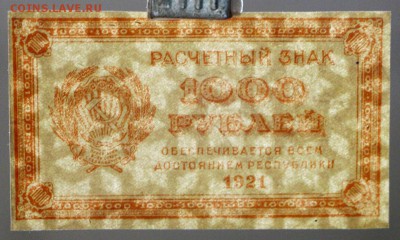 COINS.LAVE.RU
РАСЧЕТНЫЙ ЗНАК
1000
РУБЛЕЙ
ОБЕСПЕЧИВАЕТСЯ ВСЕМ
ДОСТОЯНИЕМ РЕСПУБЛИКИ
1921